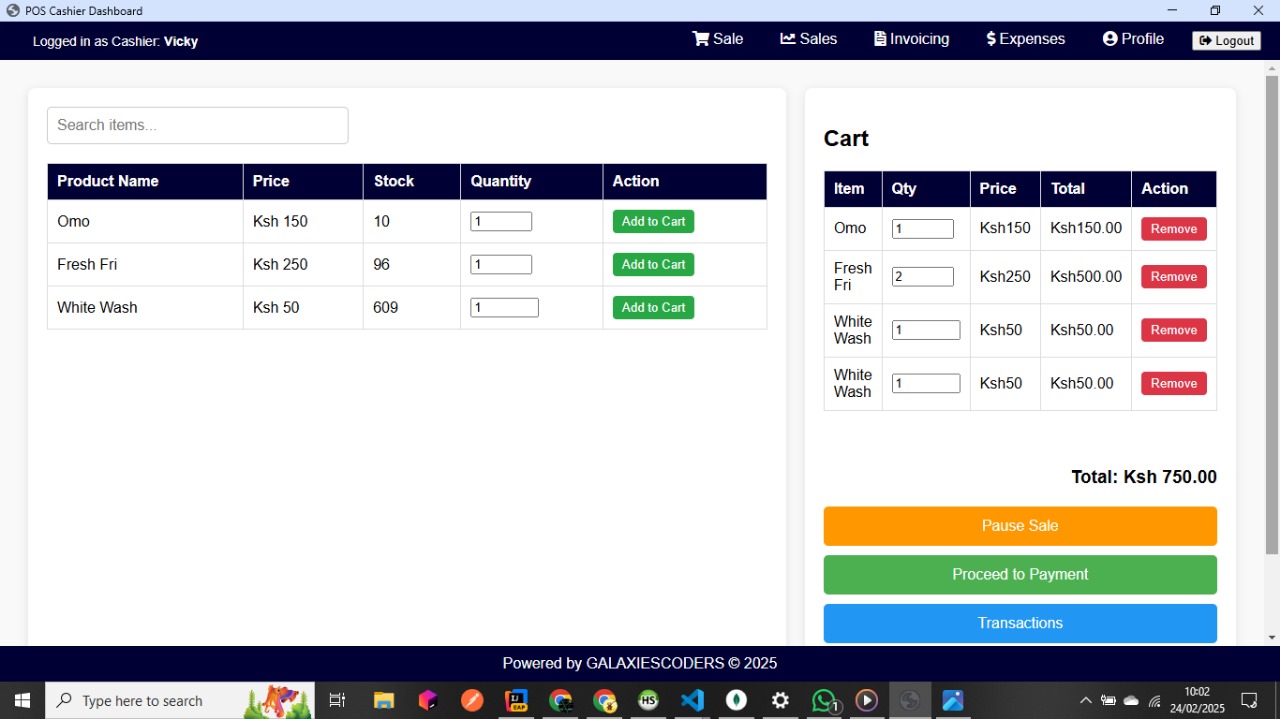 POS Cashier Dashboard
Logged in as Cashier: Vicky
Sale
Sales
Invoicing
Expenses
Profile
Logout
Search items...
Product Name Price Stock Quantity Action
Omo Ksh 150 10 1 Add to Cart
Fresh Fri Ksh 250 96 1 Add to Cart
White Wash Ksh 50 609 1 Add to Cart
Cart
Item Qty Price Total Action
Omo 1 Ksh150 Ksh150.00 Remove
Fresh Fri 2 Ksh250 Ksh500.00 Remove
White Wash 1 Ksh50 Ksh50.00 Remove
White Wash 1 Ksh50 Ksh50.00 Remove
Total: Ksh 750.00
Pause Sale
Proceed to Payment
Transactions
Powered by GALAXIESCODERS © 2025
Type here to search
IJ
EAP
HS
1
10:02
24/02/2025